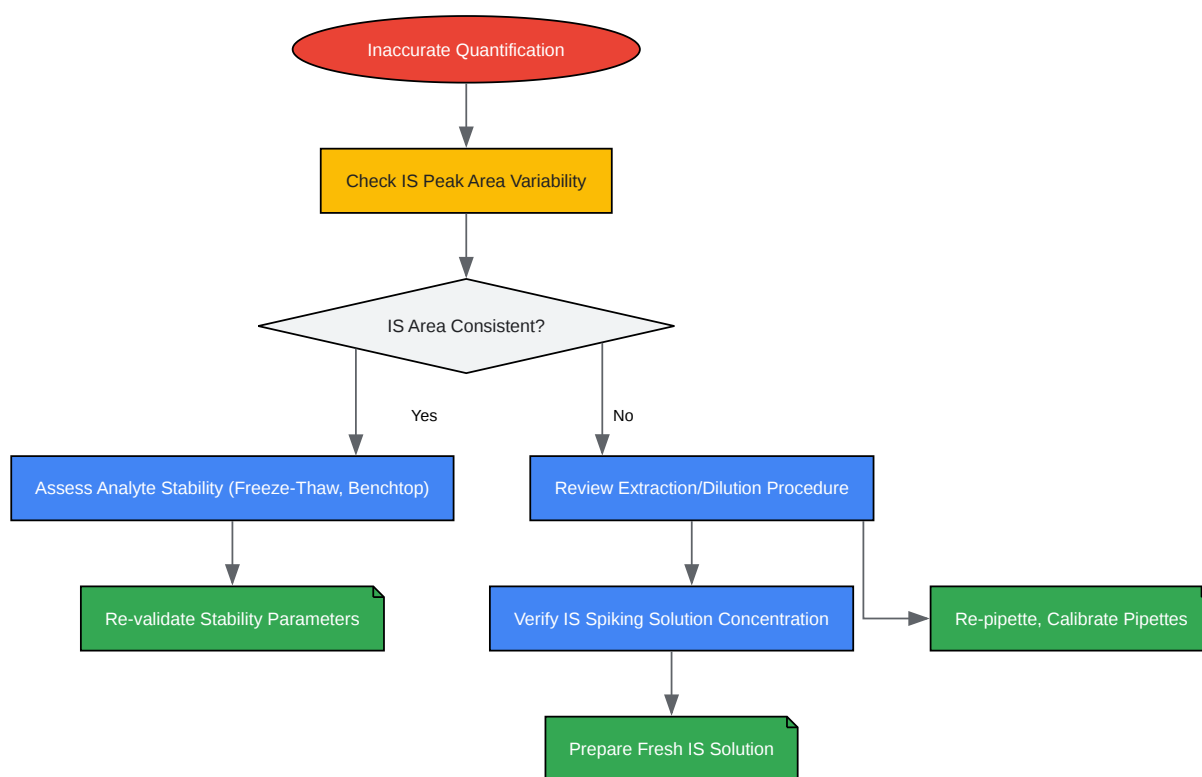 Inaccurate Quantification
Check IS Peak Area Variability
IS Area Consistent?
Yes
No
Assess Analyte Stability (Freeze-Thaw, Benchtop)
Review Extraction/Dilution Procedure
Re-validate Stability Parameters
Verify IS Spiking Solution Concentration
Re-pipette, Calibrate Pipettes
Prepare Fresh IS Solution